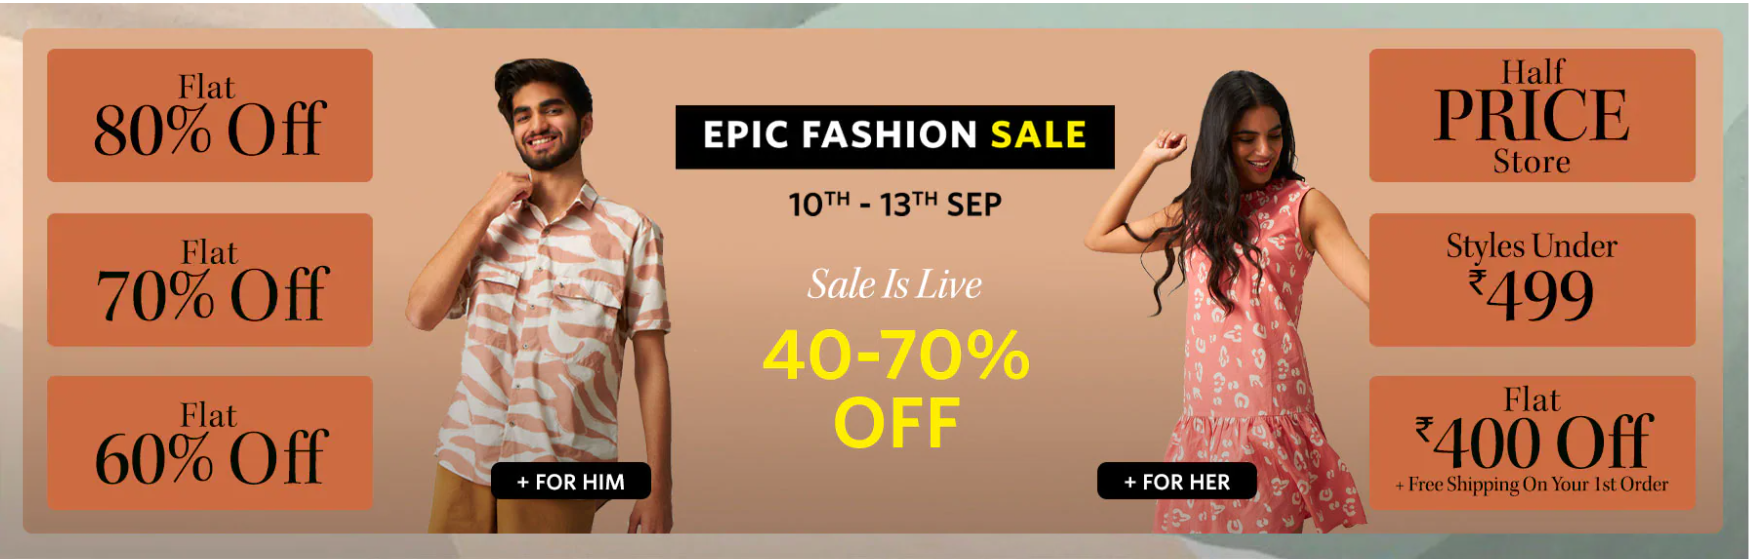 Flat
80% Off
Flat
70% Off
Flat
60% Off
EPIC FASHION SALE
10TH - 13TH SEP
Sale Is Live
40-70%
OFF
+ FOR HIM
+ FOR HER
Half
PRICE
Store
Styles Under
₹499
Flat
₹400 Off
+ Free Shipping On Your 1st Order